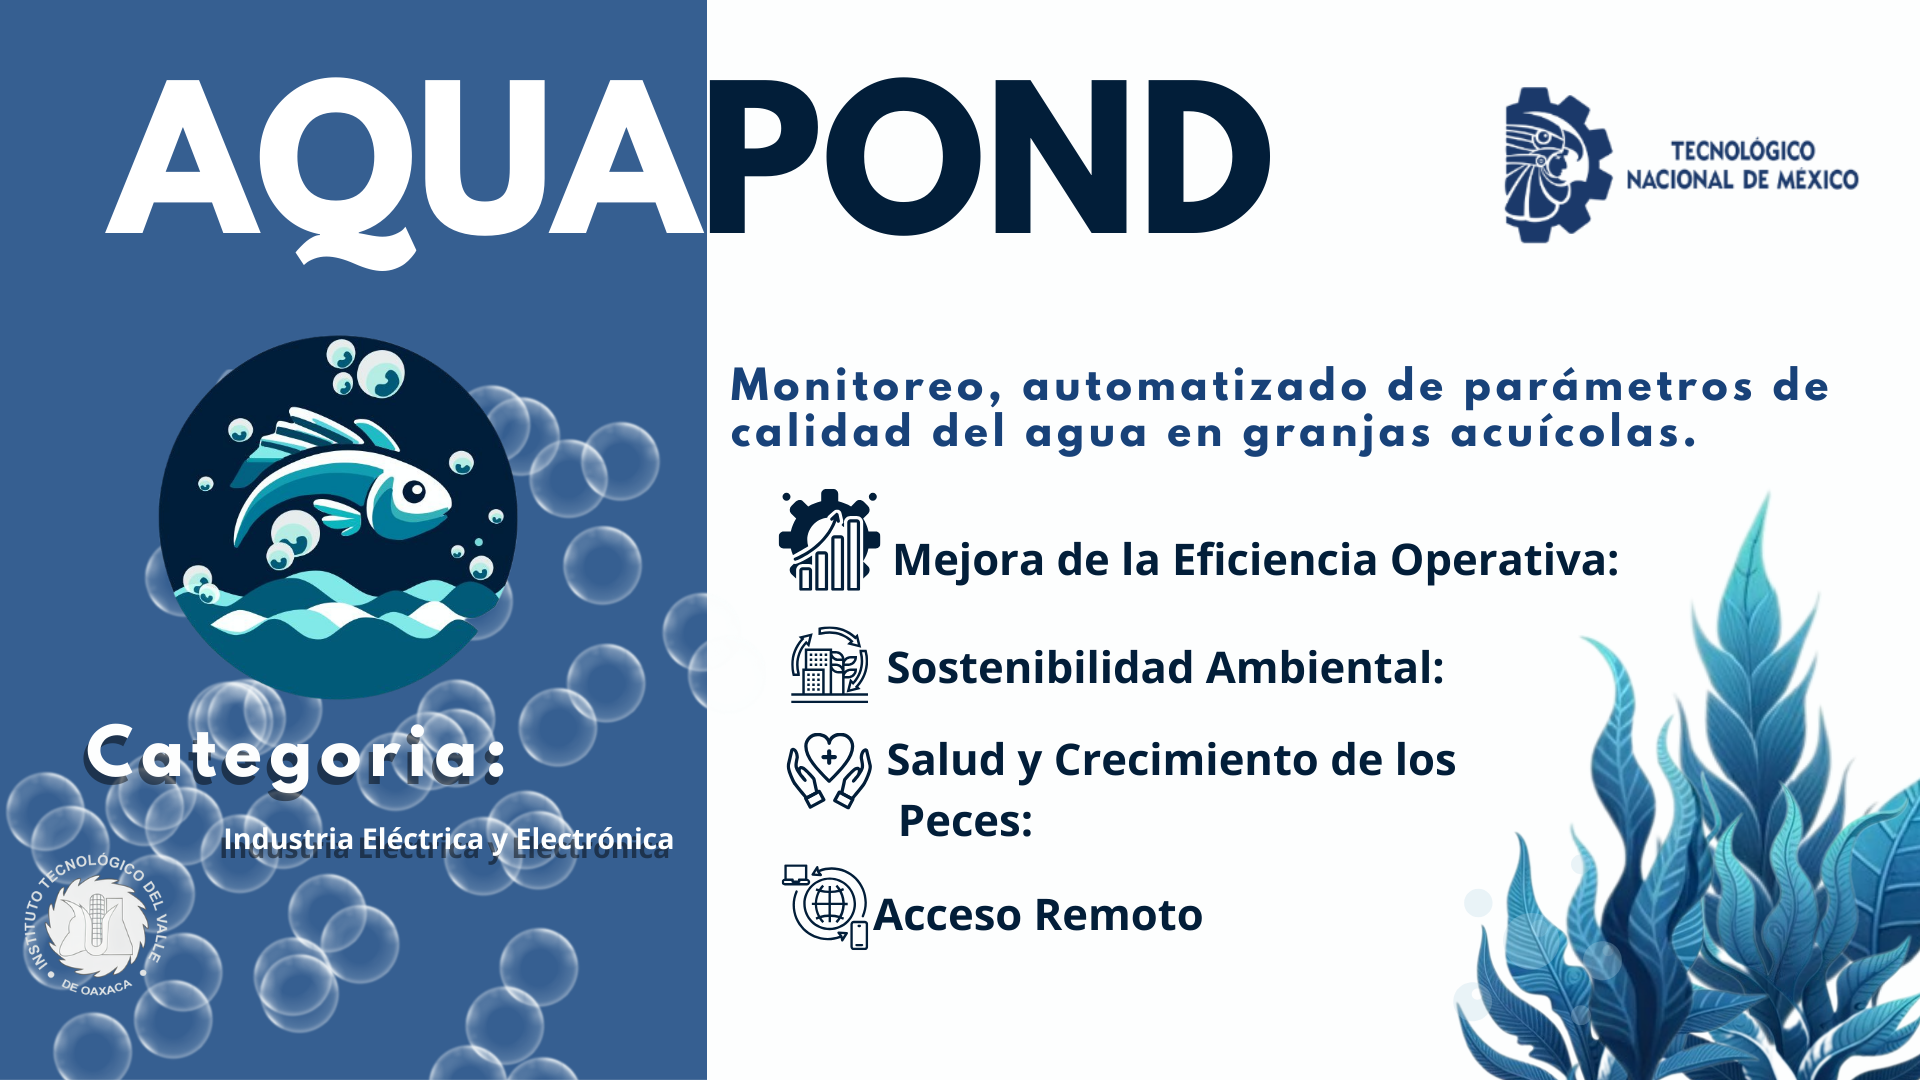 AQUAPOND
TECNOLÓGICO
NACIONAL DE MÉXICO
Monitoreo, automatizado de parámetros de
calidad del agua en granjas acuícolas.
Mejora de la Eficiencia Operativa:
Sostenibilidad Ambiental:
Salud y Crecimiento de los
Peces:
Acceso Remoto
Categoria:
Industria Eléctrica y Electrónica
INSTITUTO TECNOLÓGICO DEL VALLE
DE OAXACA